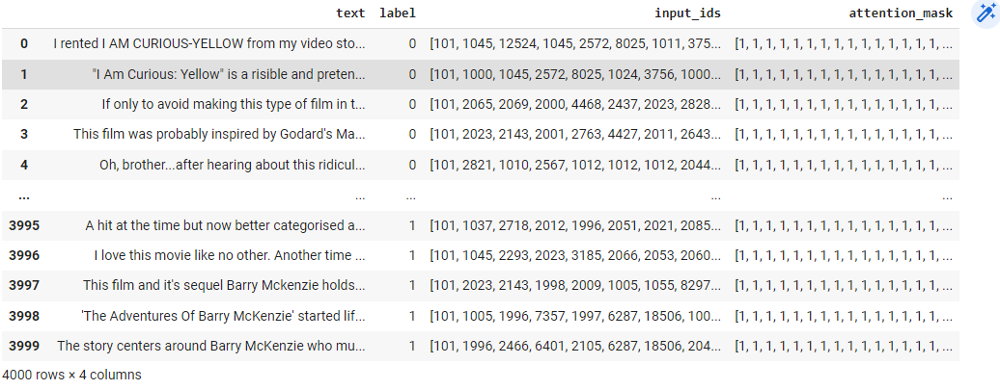 text label input_ids attention_mask
0 I rented I AM CURIOUS-YELLOW from my video sto... 0 [101, 1045, 12524, 1045, 2572, 8025, 1011, 375... [1, 1, 1, 1, 1, 1, 1, 1, 1, 1, 1, 1, 1, 1, 1, ...
1 "I Am Curious: Yellow" is a risible and preten... 0 [101, 1000, 1045, 2572, 8025, 1024, 3756, 1000... [1, 1, 1, 1, 1, 1, 1, 1, 1, 1, 1, 1, 1, 1, 1, ...
2 If only to avoid making this type of film in t... 0 [101, 2065, 2069, 2000, 4468, 2437, 2023, 2828... [1, 1, 1, 1, 1, 1, 1, 1, 1, 1, 1, 1, 1, 1, 1, ...
3 This film was probably inspired by Godard's Ma... 0 [101, 2023, 2143, 2001, 2763, 4427, 2011, 2643... [1, 1, 1, 1, 1, 1, 1, 1, 1, 1, 1, 1, 1, 1, 1, ...
4 Oh, brother...after hearing about this ridicul... 0 [101, 2821, 1010, 2567, 1012, 1012, 1012, 2044... [1, 1, 1, 1, 1, 1, 1, 1, 1, 1, 1, 1, 1, 1, 1, ...
... ... ... ... ...
3995 A hit at the time but now better categorised a... 1 [101, 1037, 2718, 2012, 1996, 2051, 2021, 2085... [1, 1, 1, 1, 1, 1, 1, 1, 1, 1, 1, 1, 1, 1, 1, ...
3996 I love this movie like no other. Another time ... 1 [101, 1045, 2293, 2023, 3185, 2066, 2053, 2060... [1, 1, 1, 1, 1, 1, 1, 1, 1, 1, 1, 1, 1, 1, 1, ...
3997 This film and it's sequel Barry Mckenzie holds... 1 [101, 2023, 2143, 1998, 2009, 1005, 1055, 8297... [1, 1, 1, 1, 1, 1, 1, 1, 1, 1, 1, 1, 1, 1, 1, ...
3998 'The Adventures Of Barry McKenzie' started lif... 1 [101, 1005, 1996, 7357, 1997, 6287, 18506, 100... [1, 1, 1, 1, 1, 1, 1, 1, 1, 1, 1, 1, 1, 1, 1, ...
3999 The story centers around Barry McKenzie who mu... 1 [101, 1996, 2466, 6401, 2105, 6287, 18506, 204... [1, 1, 1, 1, 1, 1, 1, 1, 1, 1, 1, 1, 1, 1, 1, ...
4000 rows × 4 columns